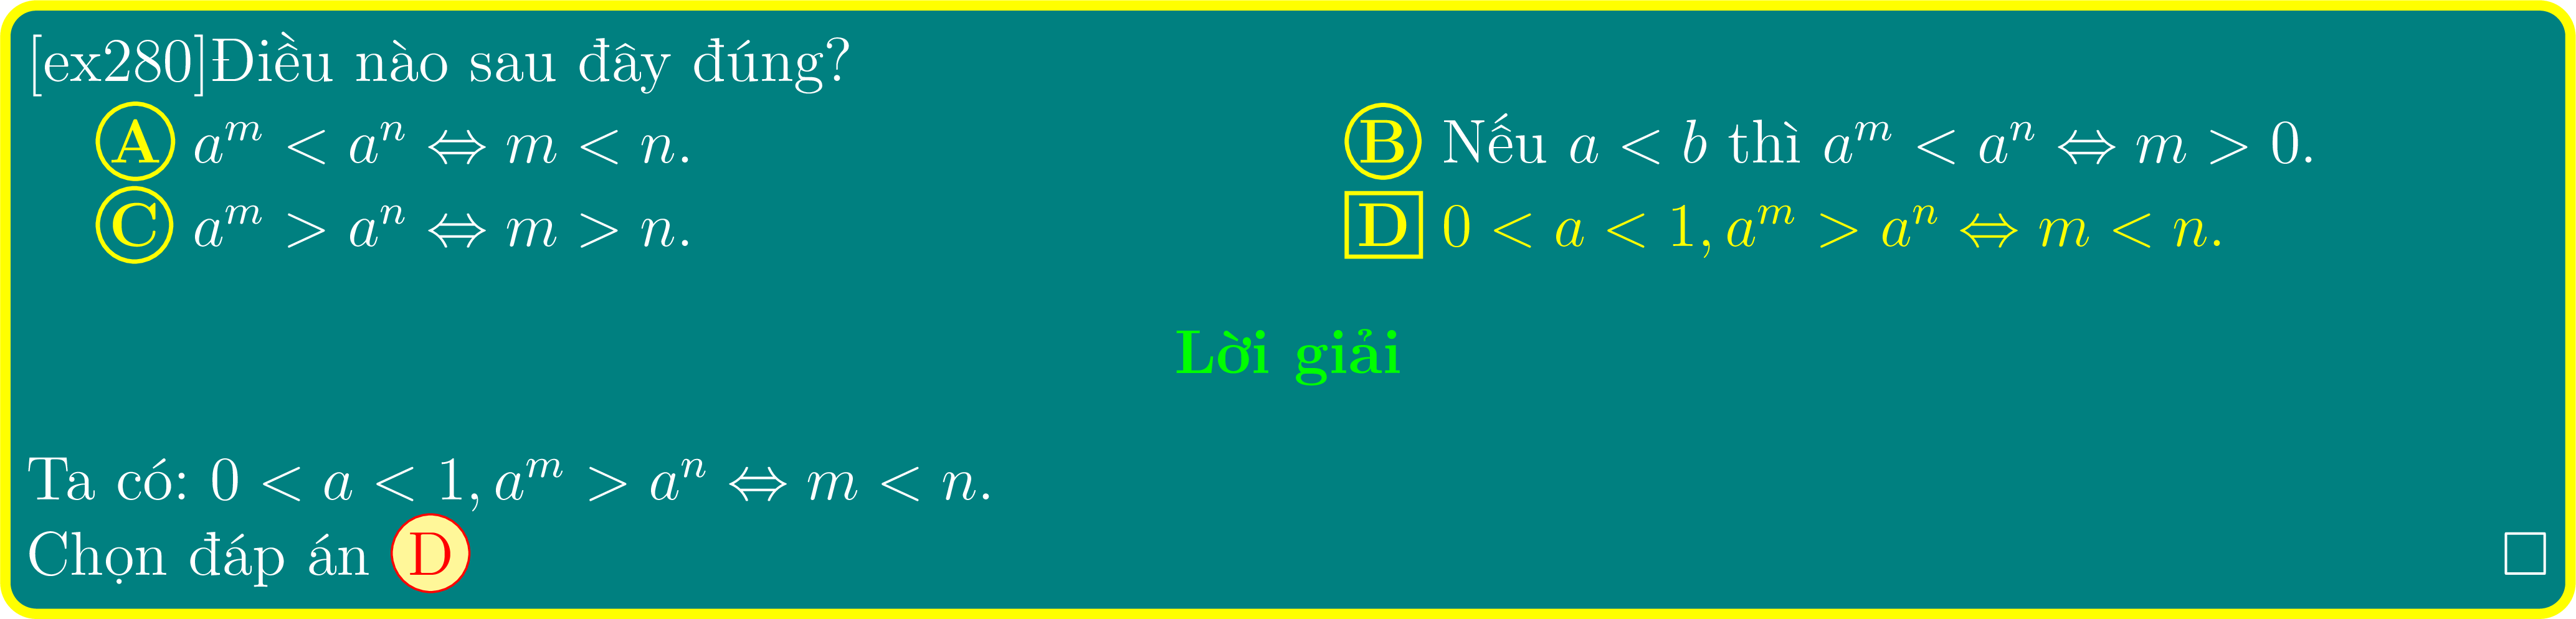 [ex280]Điều nào sau đây đúng?
A $a^m < a^n \Leftrightarrow m < n$. B Nếu $a < b$ thì $a^m < a^n \Leftrightarrow m > 0$.
C $a^m > a^n \Leftrightarrow m > n$. D $0 < a < 1, a^m > a^n \Leftrightarrow m < n$.
Lời giải
Ta có: $0 < a < 1, a^m > a^n \Leftrightarrow m < n$.
Chọn đáp án D □